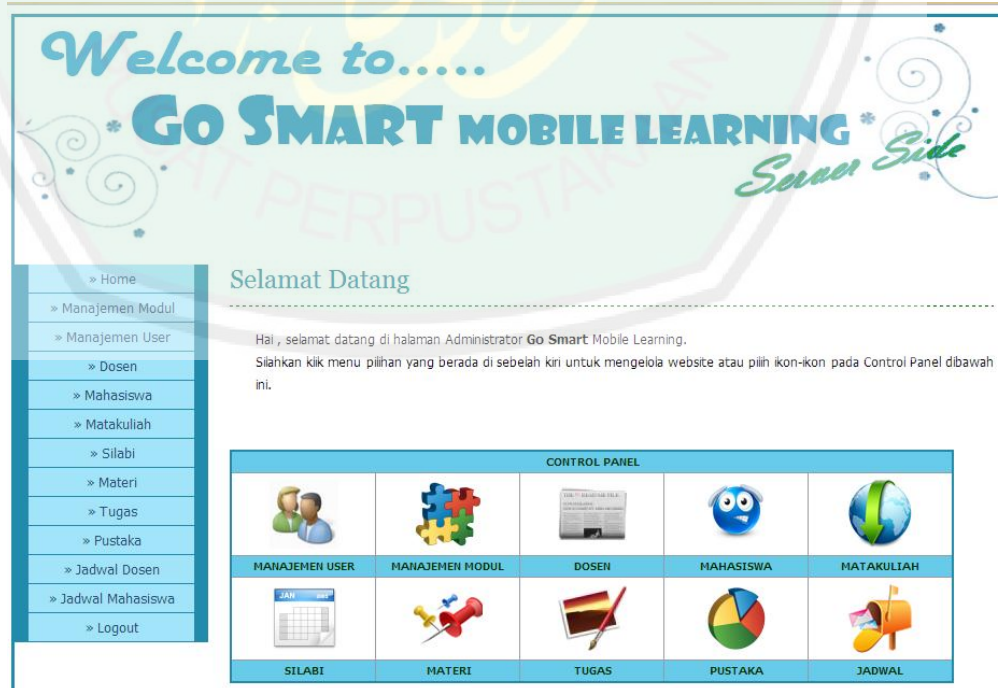 Welcome to.....
GO SMART MOBILE LEARNING
Server Side
AT PERPUSTAKAAN
» Home
» Manajemen Modul
» Manajemen User
» Dosen
» Mahasiswa
» Matakuliah
» Silabi
» Materi
» Tugas
» Pustaka
» Jadwal Dosen
» Jadwal Mahasiswa
» Logout
Selamat Datang
Hai , selamat datang di halaman Administrator Go Smart Mobile Learning.
Silahkan klik menu pilihan yang berada di sebelah kiri untuk mengelola website atau pilih ikon-ikon pada Control Panel dibawah
ini.
CONTROL PANEL
MANAJEMEN USER MANAJEMEN MODUL DOSEN MAHASISWA MATAKULIAH
JAN
SILABI MATERI TUGAS PUSTAKA JADWAL